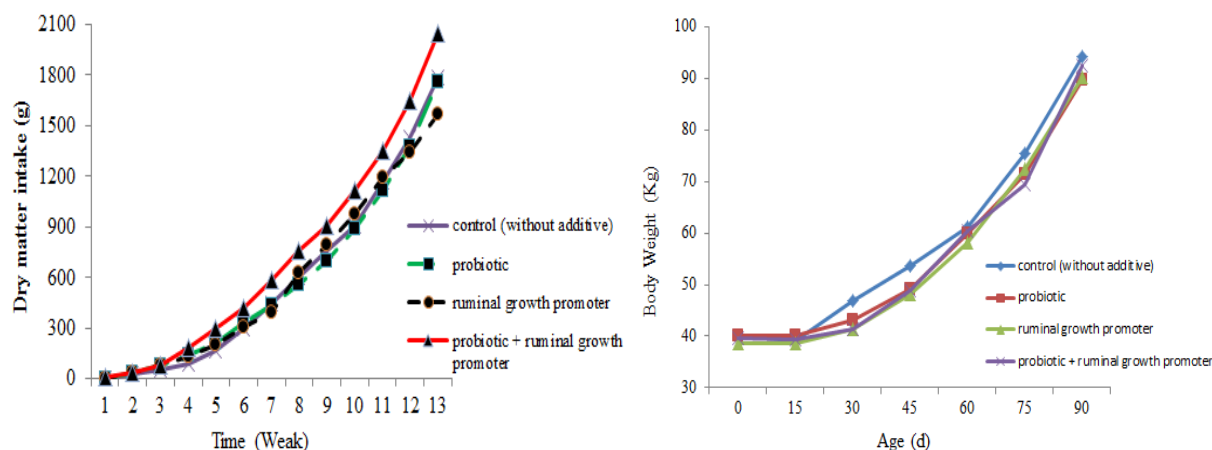 2100
1800
1500
1200
900
600
300
0
Dry matter intake (g)
1 2 3 4 5 6 7 8 9 10 11 12 13
Time (Weak)
control (without additive)
probiotic
ruminal growth promoter
probiotic + ruminal growth
promoter
100
90
80
70
60
50
40
30
Body Weight (Kg)
0 15 30 45 60 75 90
Age (d)
control (without additive)
probiotic
ruminal growth promoter
probiotic + ruminal growth promoter